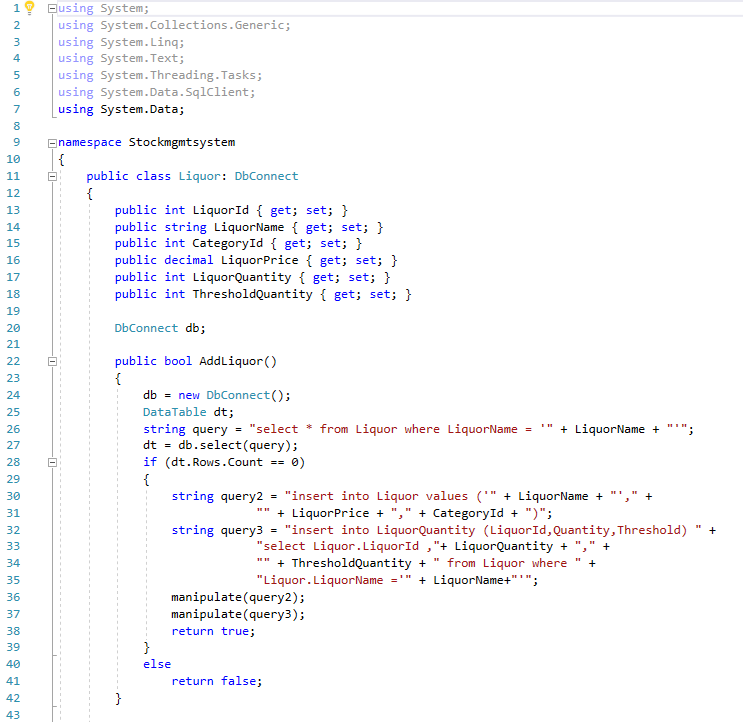 1 using System;
2 using System.Collections.Generic;
3 using System.Linq;
4 using System.Text;
5 using System.Threading.Tasks;
6 using System.Data.SqlClient;
7 using System.Data;
8
9 namespace Stockmgmtsystem
10 {
11     public class Liquor: DbConnect
12     {
13         public int LiquorId { get; set; }
14         public string LiquorName { get; set; }
15         public int CategoryId { get; set; }
16         public decimal LiquorPrice { get; set; }
17         public int LiquorQuantity { get; set; }
18         public int ThresholdQuantity { get; set; }
19
20         DbConnect db;
21
22         public bool AddLiquor()
23         {
24             db = new DbConnect();
25             DataTable dt;
26             string query = "select * from Liquor where LiquorName = '" + LiquorName + "'";
27             dt = db.select(query);
28             if (dt.Rows.Count == 0)
29             {
30                 string query2 = "insert into Liquor values ('" + LiquorName + "'," +
31                             "" + LiquorPrice + "," + CategoryId + ")";
32                 string query3 = "insert into LiquorQuantity (LiquorId,Quantity,Threshold) " +
33                             "select Liquor.LiquorId ,"+ LiquorQuantity + "," +
34                             "" + ThresholdQuantity + " from Liquor where " +
35                             "Liquor.LiquorName ='" + LiquorName+"'";
36                 manipulate(query2);
37                 manipulate(query3);
38                 return true;
39             }
40             else
41                 return false;
42         }
43